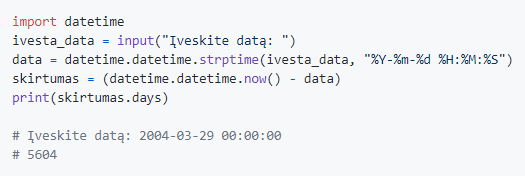 import datetime
ivesta_data = input("Įveskite datą: ")
data = datetime.datetime.strptime(ivesta_data, "%Y-%m-%d %H:%M:%S")
skirtumas = (datetime.datetime.now() - data)
print(skirtumas.days)

# Įveskite datą: 2004-03-29 00:00:00
# 5604